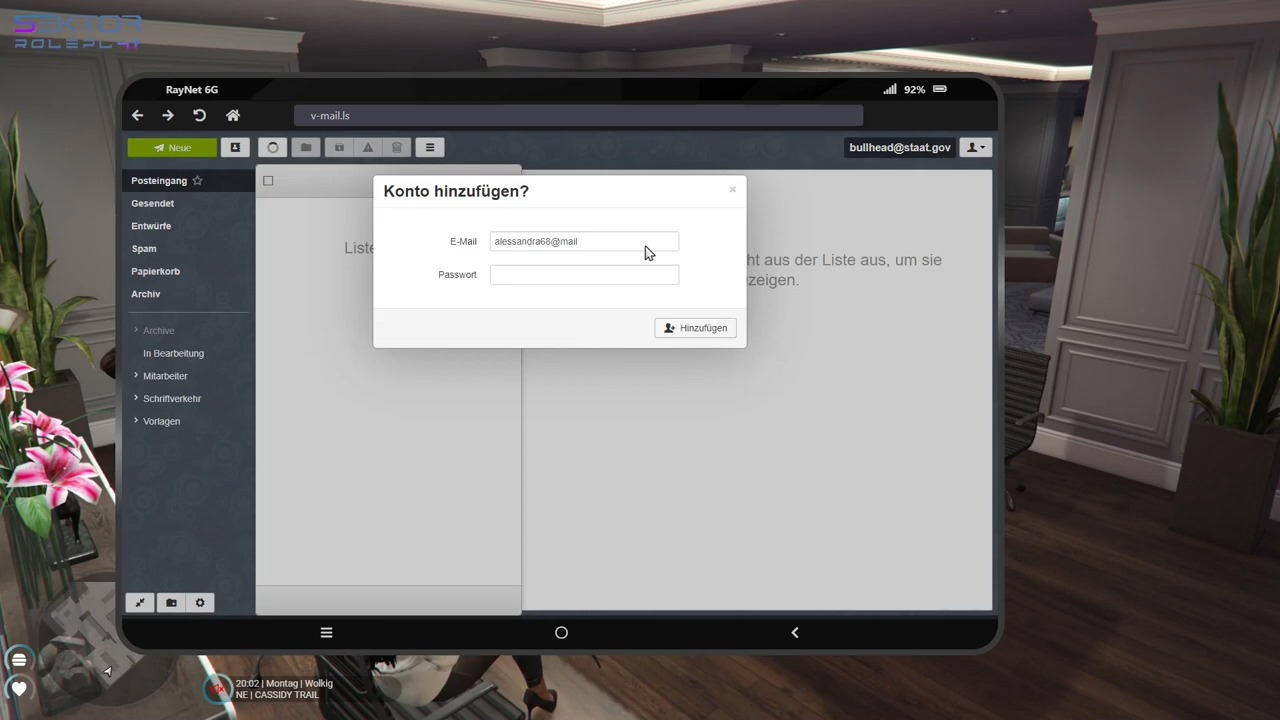 SEKTOR
ROLEPLAY
RayNet 6G
92%
v-mail.ls
Neue
bullhead@staat.gov
Posteingang
Gesendet
Entwürfe
Spam
Papierkorb
Archiv
Archive
In Bearbeitung
Mitarbeiter
Schriftverkehr
Vorlagen
Liste
ht aus der Liste aus, um sie
zeigen.
Konto hinzufügen?
×
E-Mail
alessandra68@mail
Passwort
Hinzufügen
20:02 | Montag | Wolkig
NE | CASSIDY TRAIL